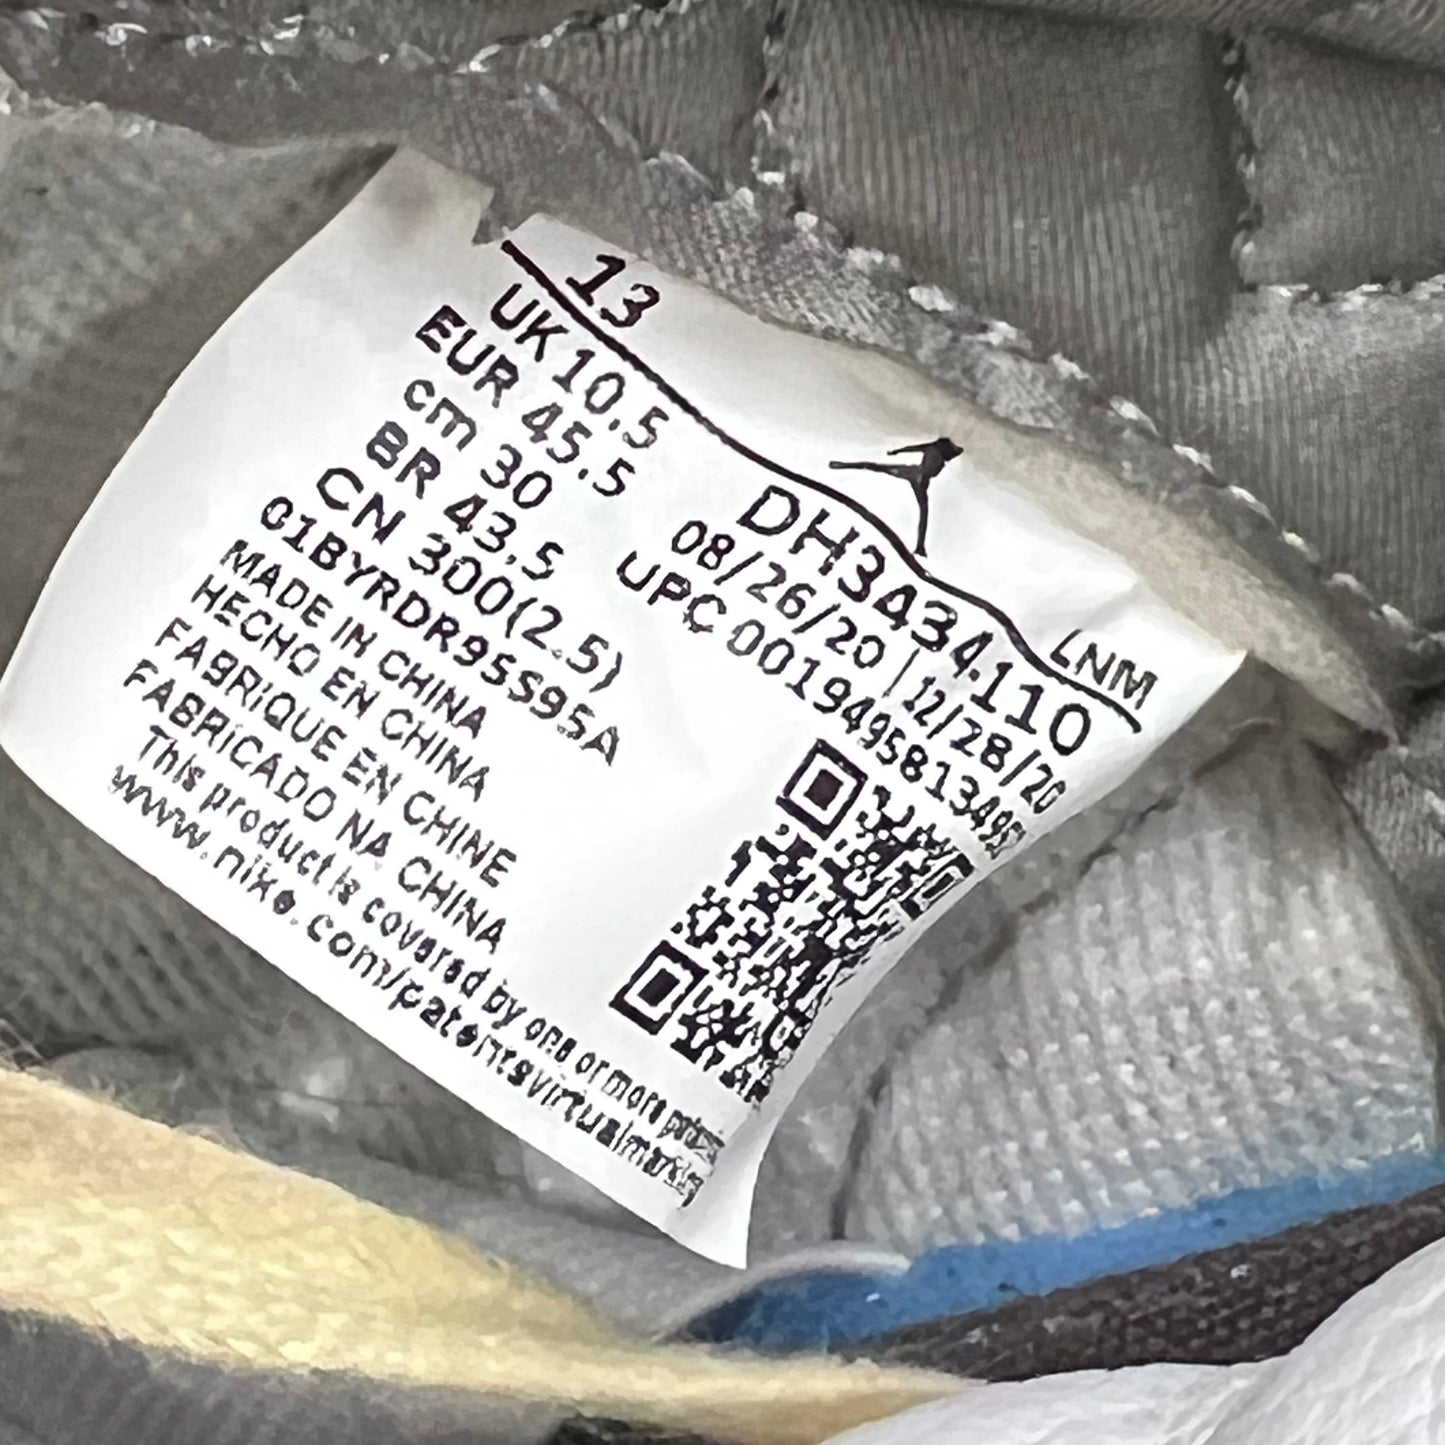 13
UK 10.5
EUR 45.5
cm 30
BR 43,5
CN 300(2.5)
01BYRDR95S95A
MADE IN CHINA
HECHO EN CHINA
FABRIQUE EN CHINE
FABRICADO NA CHINA
This product is covered by one or more
www.nike.com/patentsvirtualmarking
LNM
DH3434.110
08/26/20 | 12/28/20
UPC 00194958134952